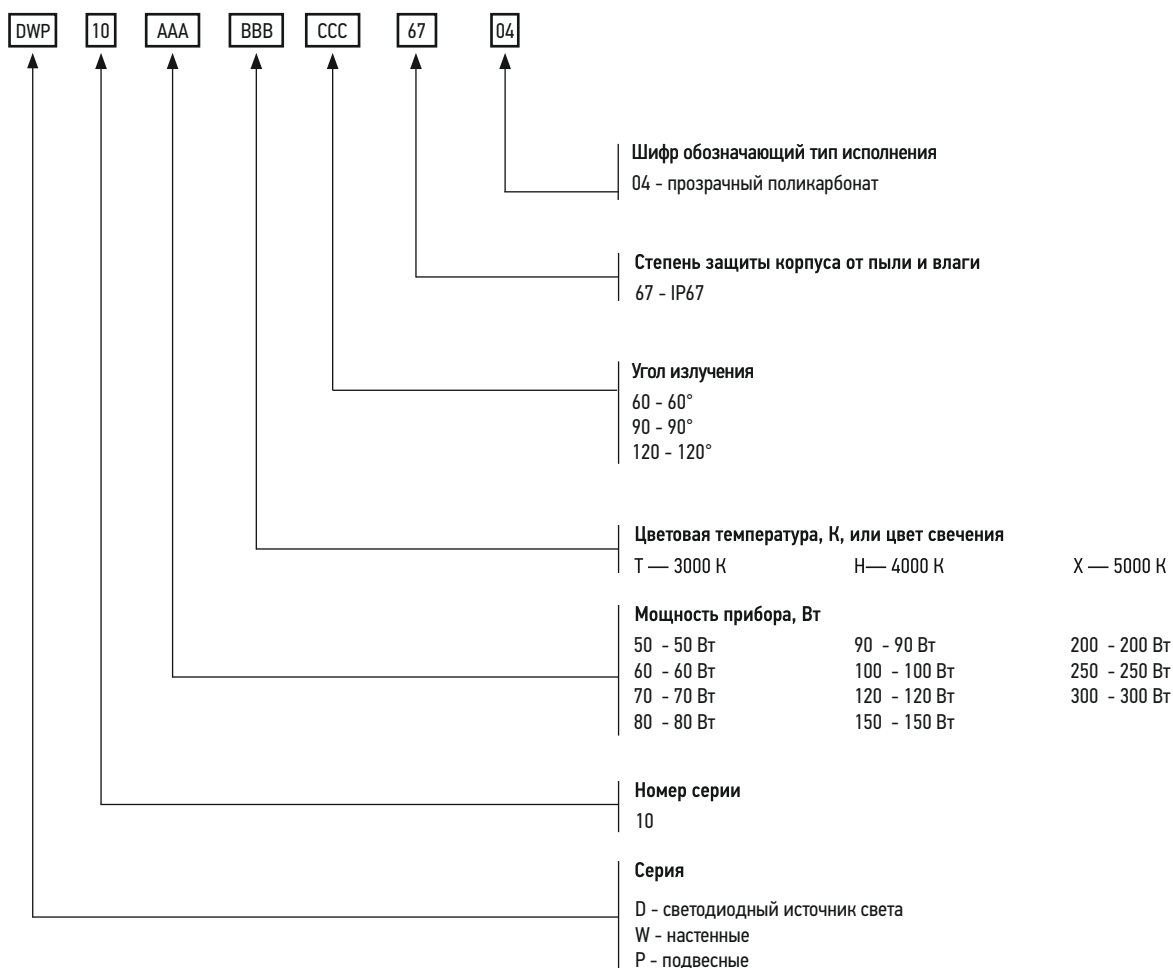 DWP 10 AAA BBB CCC 67 04
Шифр обозначающий тип исполнения
04 - прозрачный поликарбонат
Степень защиты корпуса от пыли и влаги
67 - IP67
Угол излучения
60 - 60°
90 - 90°
120 - 120°
Цветовая температура, К, или цвет свечения
Т — 3000 К Н— 4000 К Х — 5000 К
Мощность прибора, Вт
50 - 50 Вт 90 - 90 Вт 200 - 200 Вт
60 - 60 Вт 100 - 100 Вт 250 - 250 Вт
70 - 70 Вт 120 - 120 Вт 300 - 300 Вт
80 - 80 Вт 150 - 150 Вт
Номер серии
10
Серия
D - светодиодный источник света
W - настенные
P - подвесные